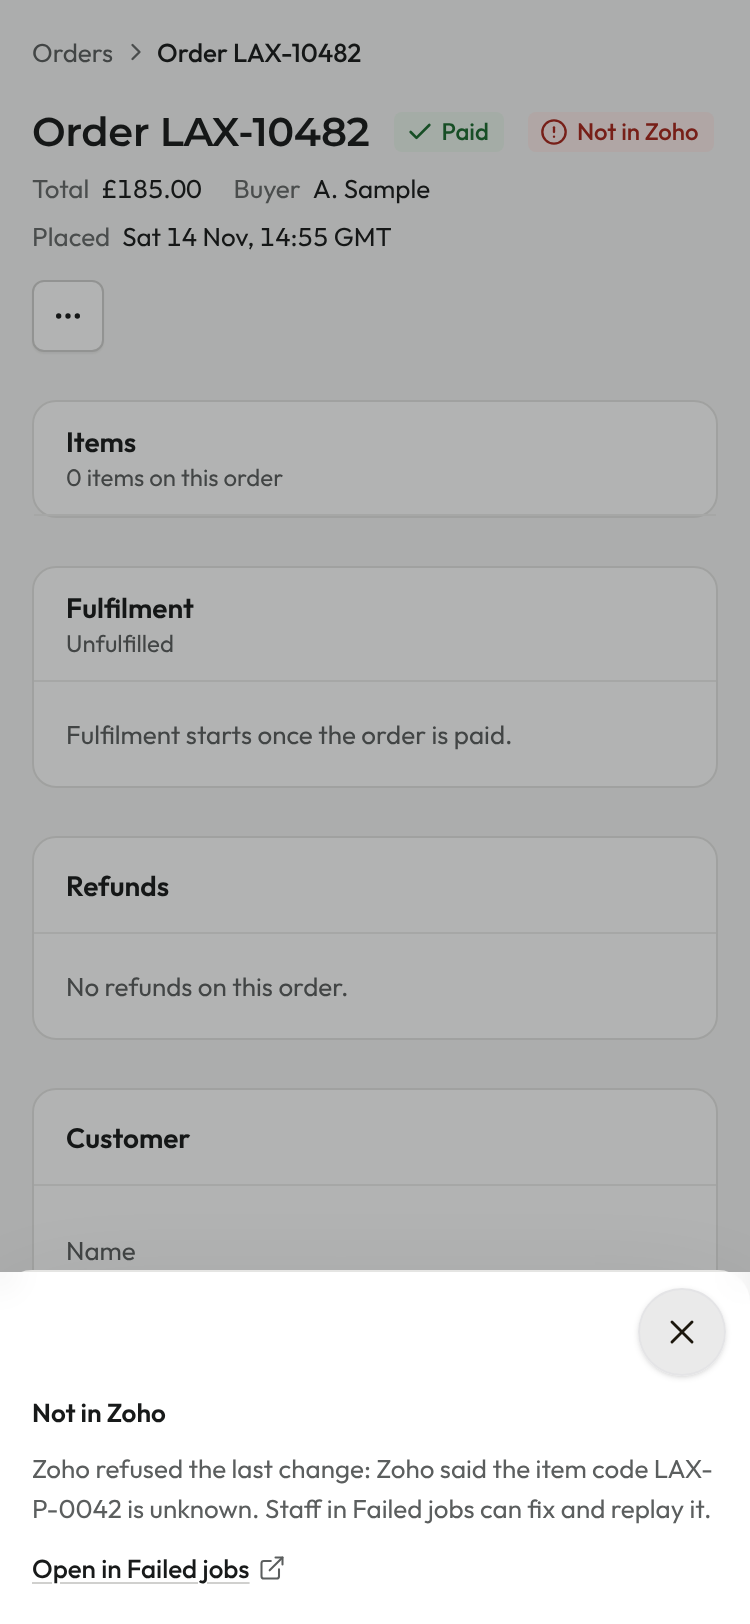 Orders > Order LAX-10482
Order LAX-10482 Paid Not in Zoho
Total £185.00 Buyer A. Sample
Placed Sat 14 Nov, 14:55 GMT
Items
0 items on this order
Fulfilment
Unfulfilled
Fulfilment starts once the order is paid.
Refunds
No refunds on this order.
Customer
Name
Not in Zoho
Zoho refused the last change: Zoho said the item code LAX-
P-0042 is unknown. Staff in Failed jobs can fix and replay it.
Open in Failed jobs